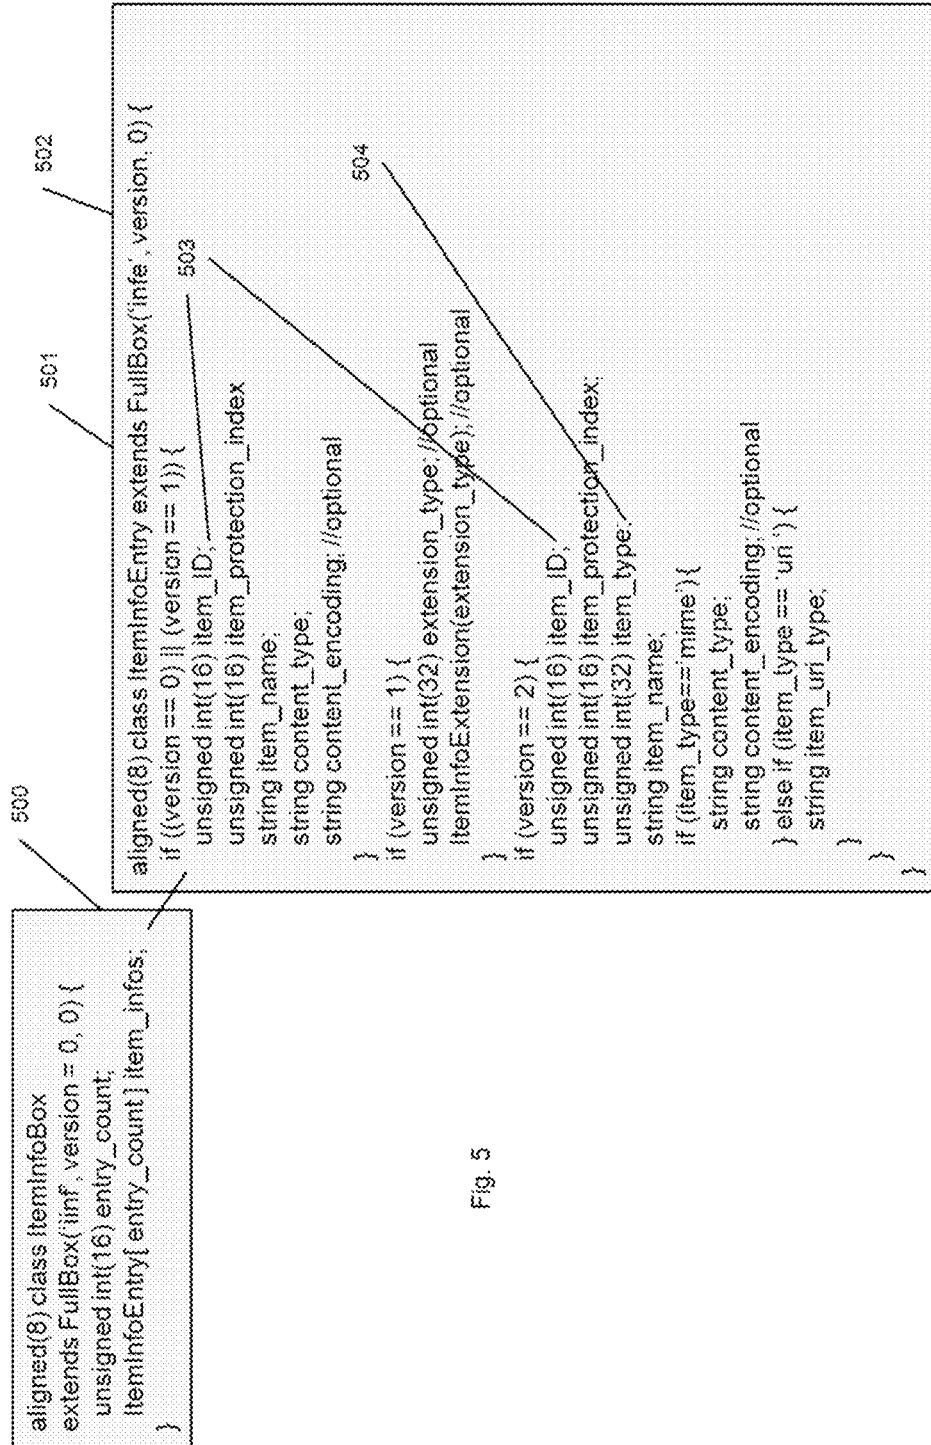 500
aligned(8) class ItemInfoBox
extends FullBox('iinf', version = 0, 0) {
unsigned int(16) entry_count;
ItemInfoEntry[ entry_count ] item_infos;
}
501
502
aligned(8) class ItemInfoEntry extends FullBox('infe', version, 0) {
if ((version == 0) || (version == 1)) {
unsigned int(16) item_ID;
unsigned int(16) item_protection_index
string item_name;
string content_type;
string content_encoding; //optional
}
if (version == 1) {
unsigned int(32) extension_type; //optional
ItemInfoExtension(extension_type); //optional
}
if (version == 2) {
unsigned int(16) item_ID;
unsigned int(16) item_protection_index;
unsigned int(32) item_type;
string item_name;
if (item_type=='mime') {
string content_type;
string content_encoding; //optional
} else if (item_type == 'uri ') {
string item_uri_type;
}
}
}
503
504
Fig. 5